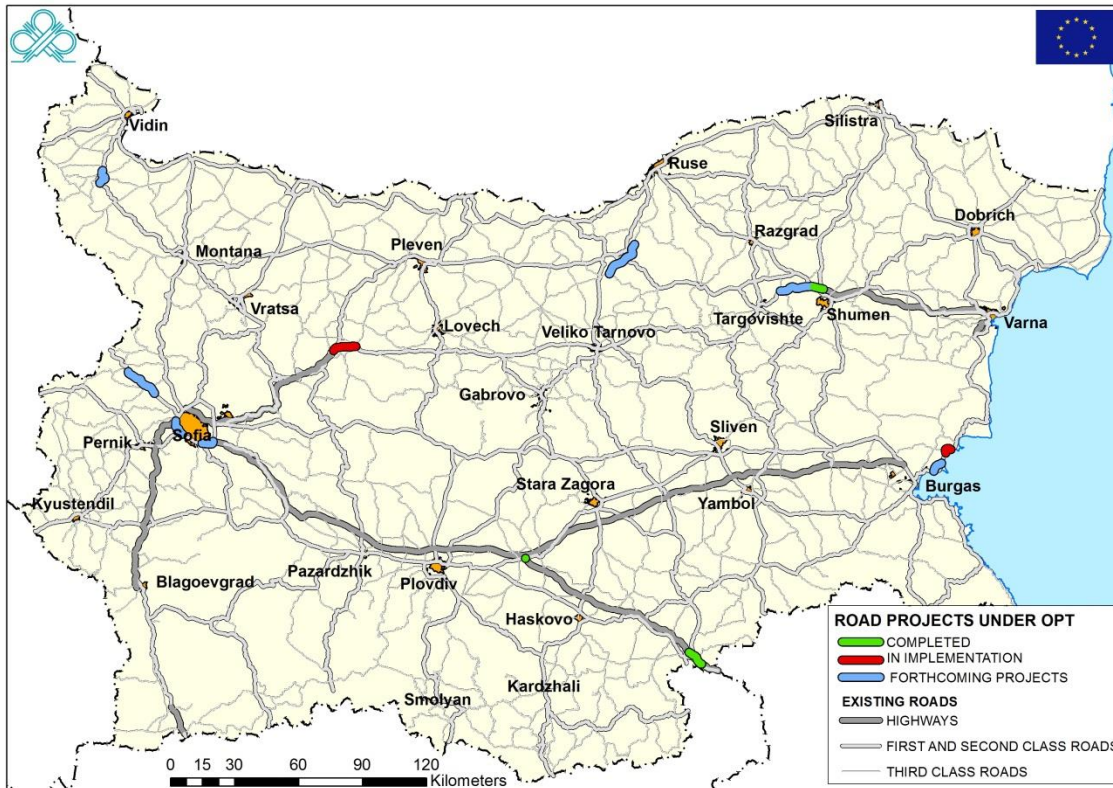 Vidin
Silistra
Ruse
Dobrich
Montana
Pleven
Razgrad
Vratsa
Lovech
Veliko Tarnovo
Targovishte
Shumen
Varna
Gabrovo
Sofia
Pernik
Sliven
Kyustendil
Stara Zagora
Yambol
Burgas
Blagoevgrad
Pazardzhik
Plovdiv
Haskovo
Smolyan
Kardzhali
ROAD PROJECTS UNDER OPT
COMPLETED
IN IMPLEMENTATION
FORTHCOMING PROJECTS
EXISTING ROADS
HIGHWAYS
FIRST AND SECOND CLASS ROADS
THIRD CLASS ROADS
0 15 30 60 90 120
Kilometers